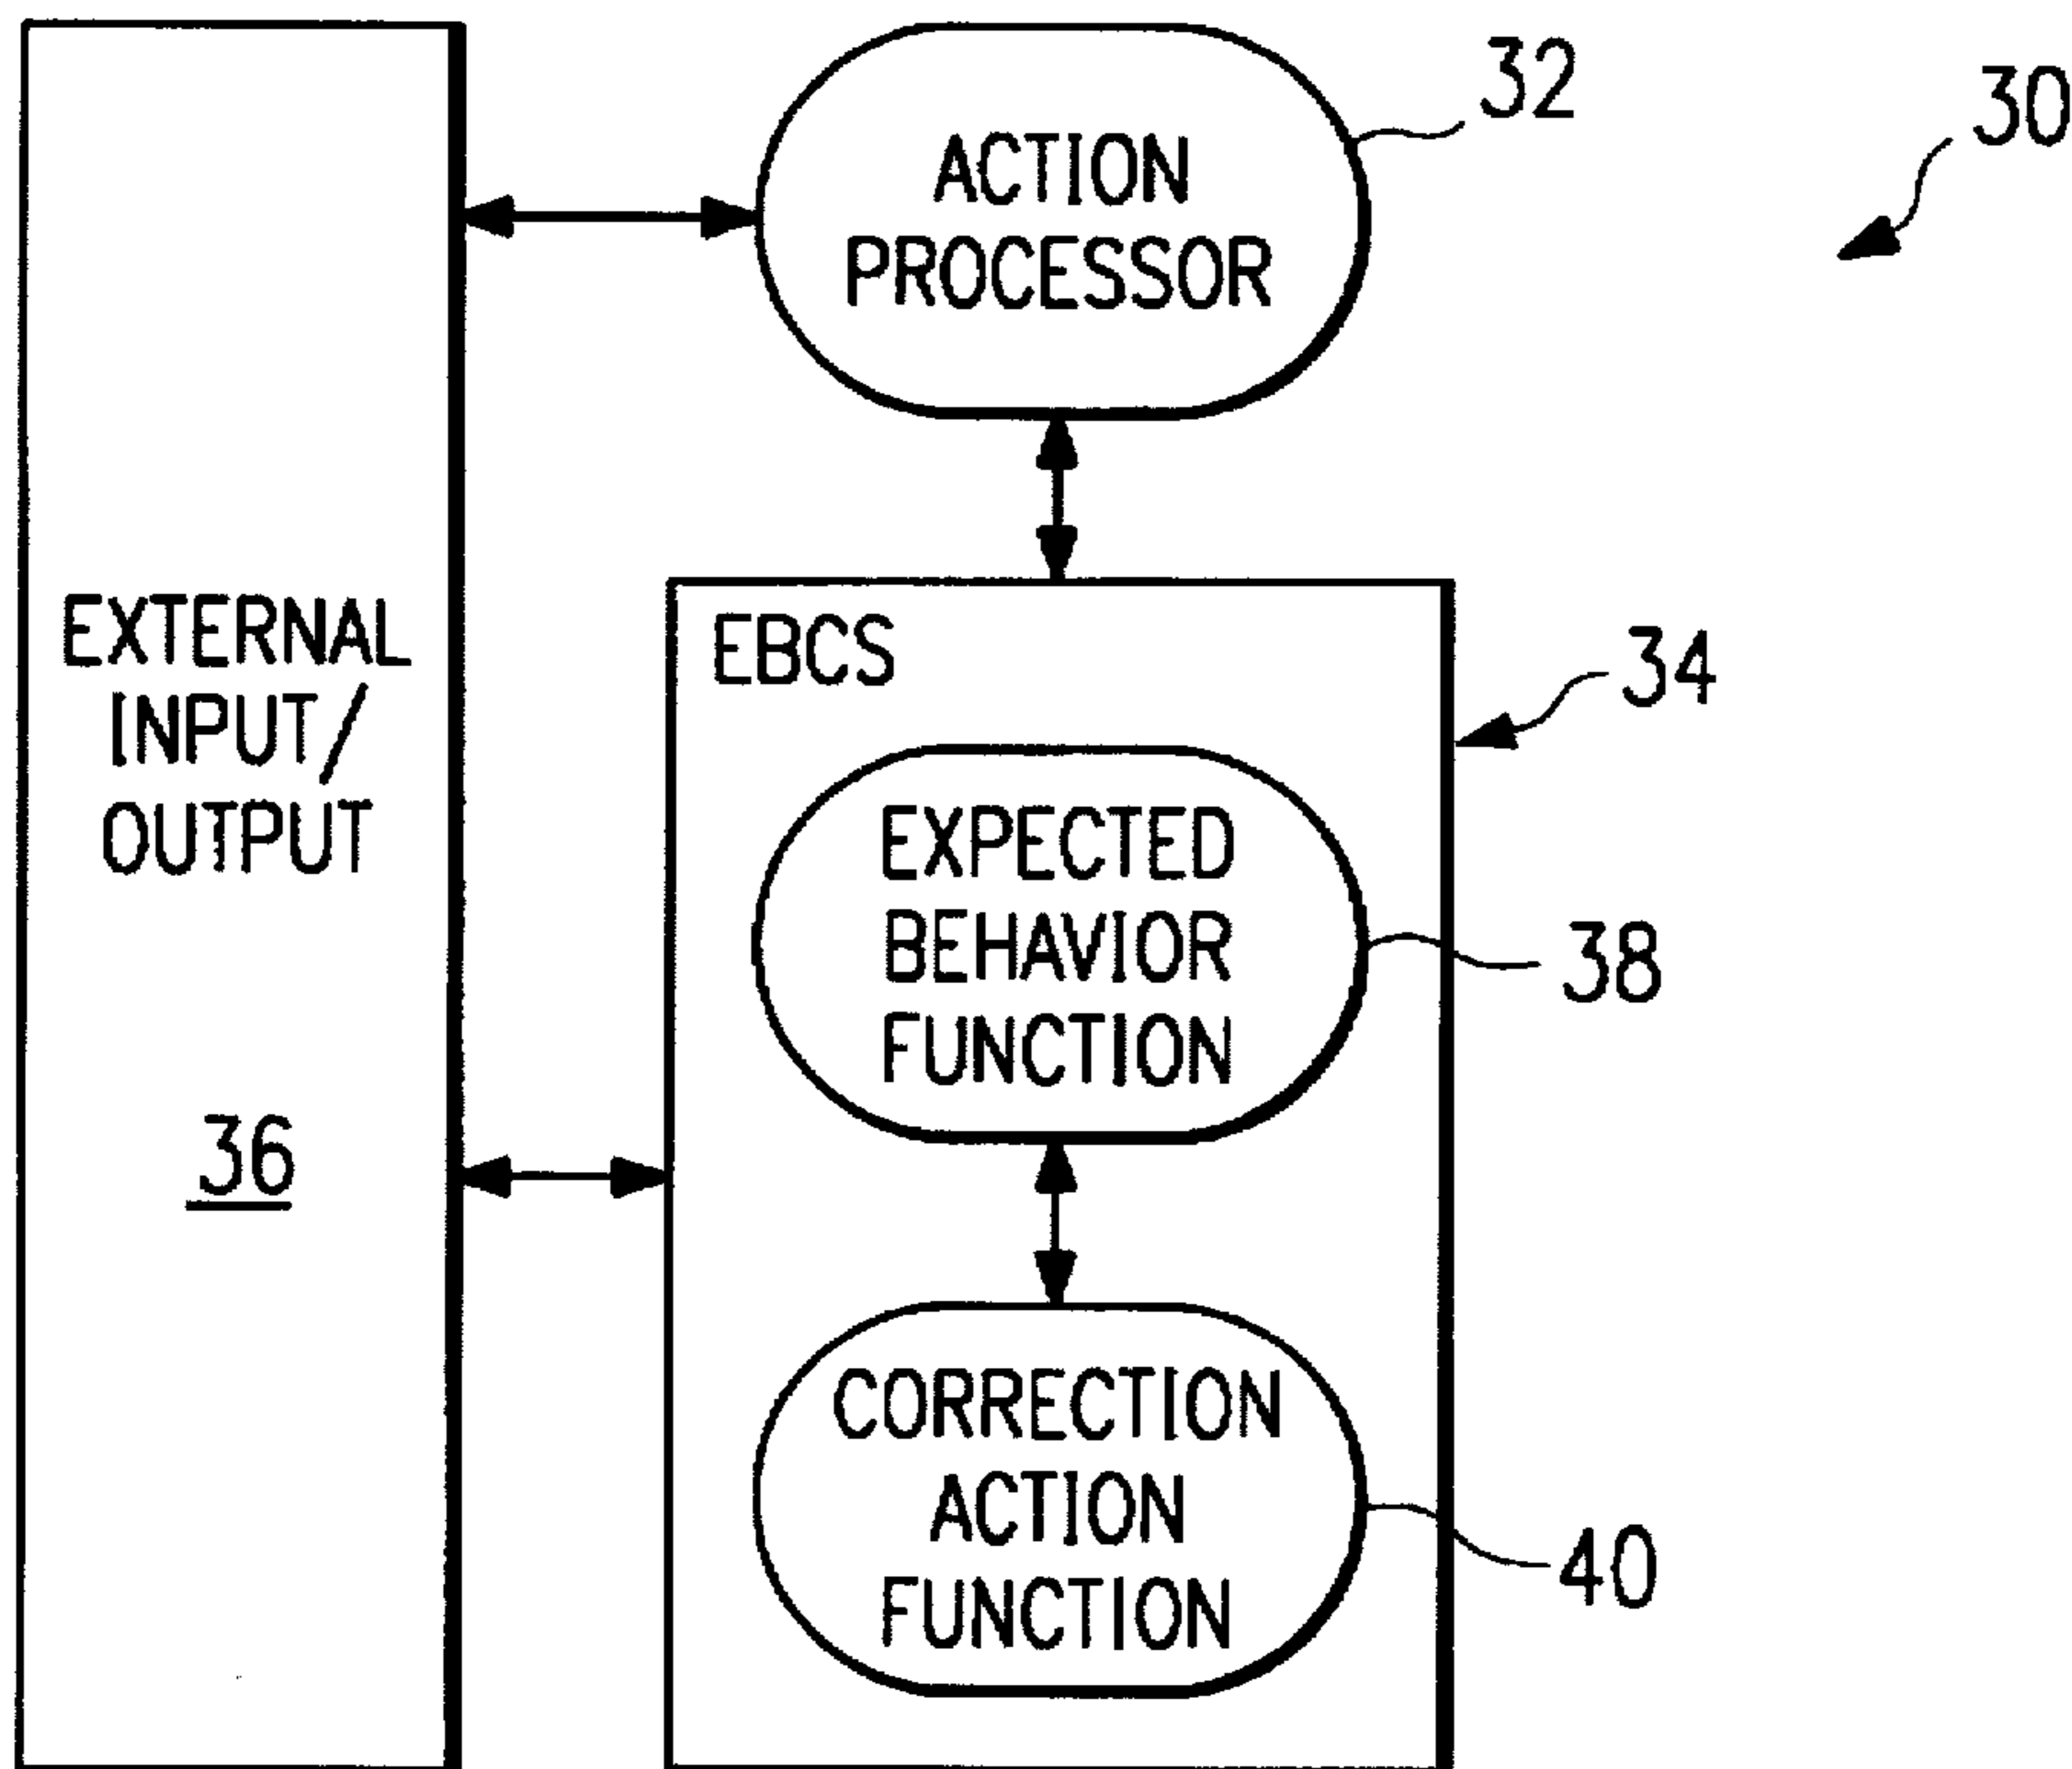 ACTION
PROCESSOR
32
30
EXTERNAL
INPUT/
OUTPUT
36
EBCS
34
EXPECTED
BEHAVIOR
FUNCTION
38
CORRECTION
ACTION
FUNCTION
40